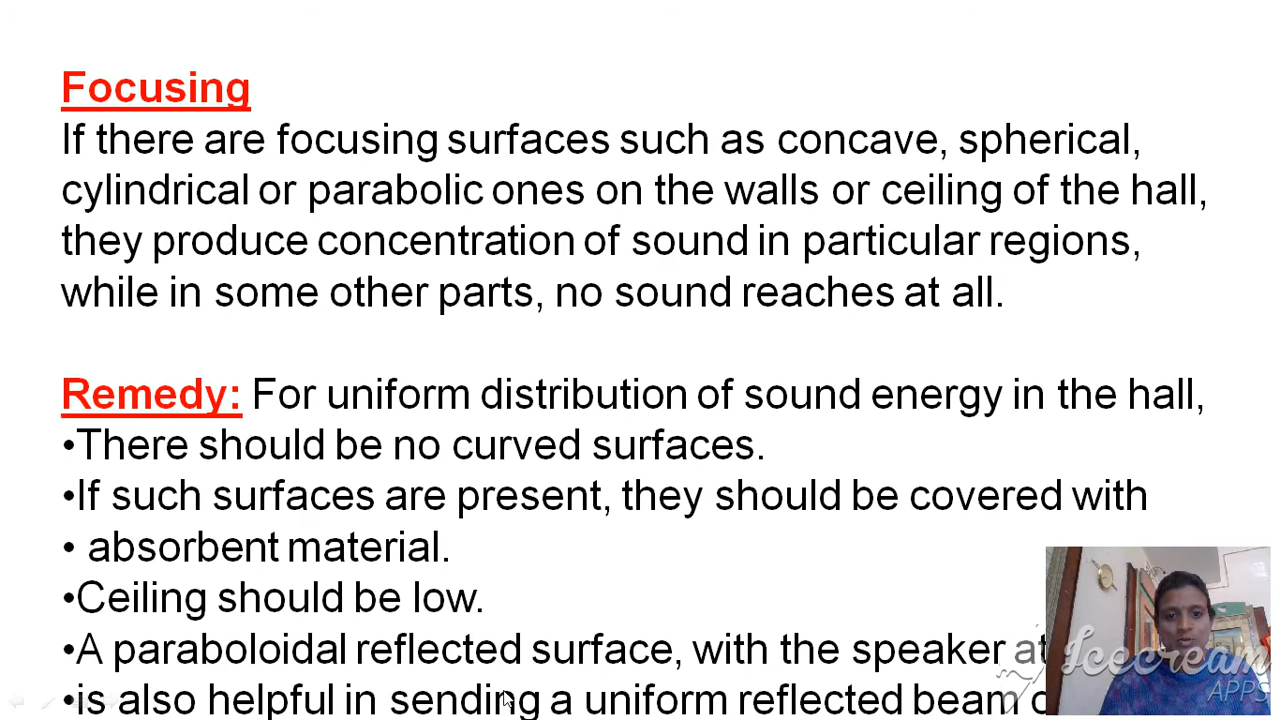 Focusing
If there are focusing surfaces such as concave, spherical,
cylindrical or parabolic ones on the walls or ceiling of the hall,
they produce concentration of sound in particular regions,
while in some other parts, no sound reaches at all.
Remedy: For uniform distribution of sound energy in the hall,
•There should be no curved surfaces.
•If such surfaces are present, they should be covered with
• absorbent material.
•Ceiling should be low.
•A paraboloidal reflected surface, with the speaker at
•is also helpful in sending a uniform reflected beam
Icecream
APPS